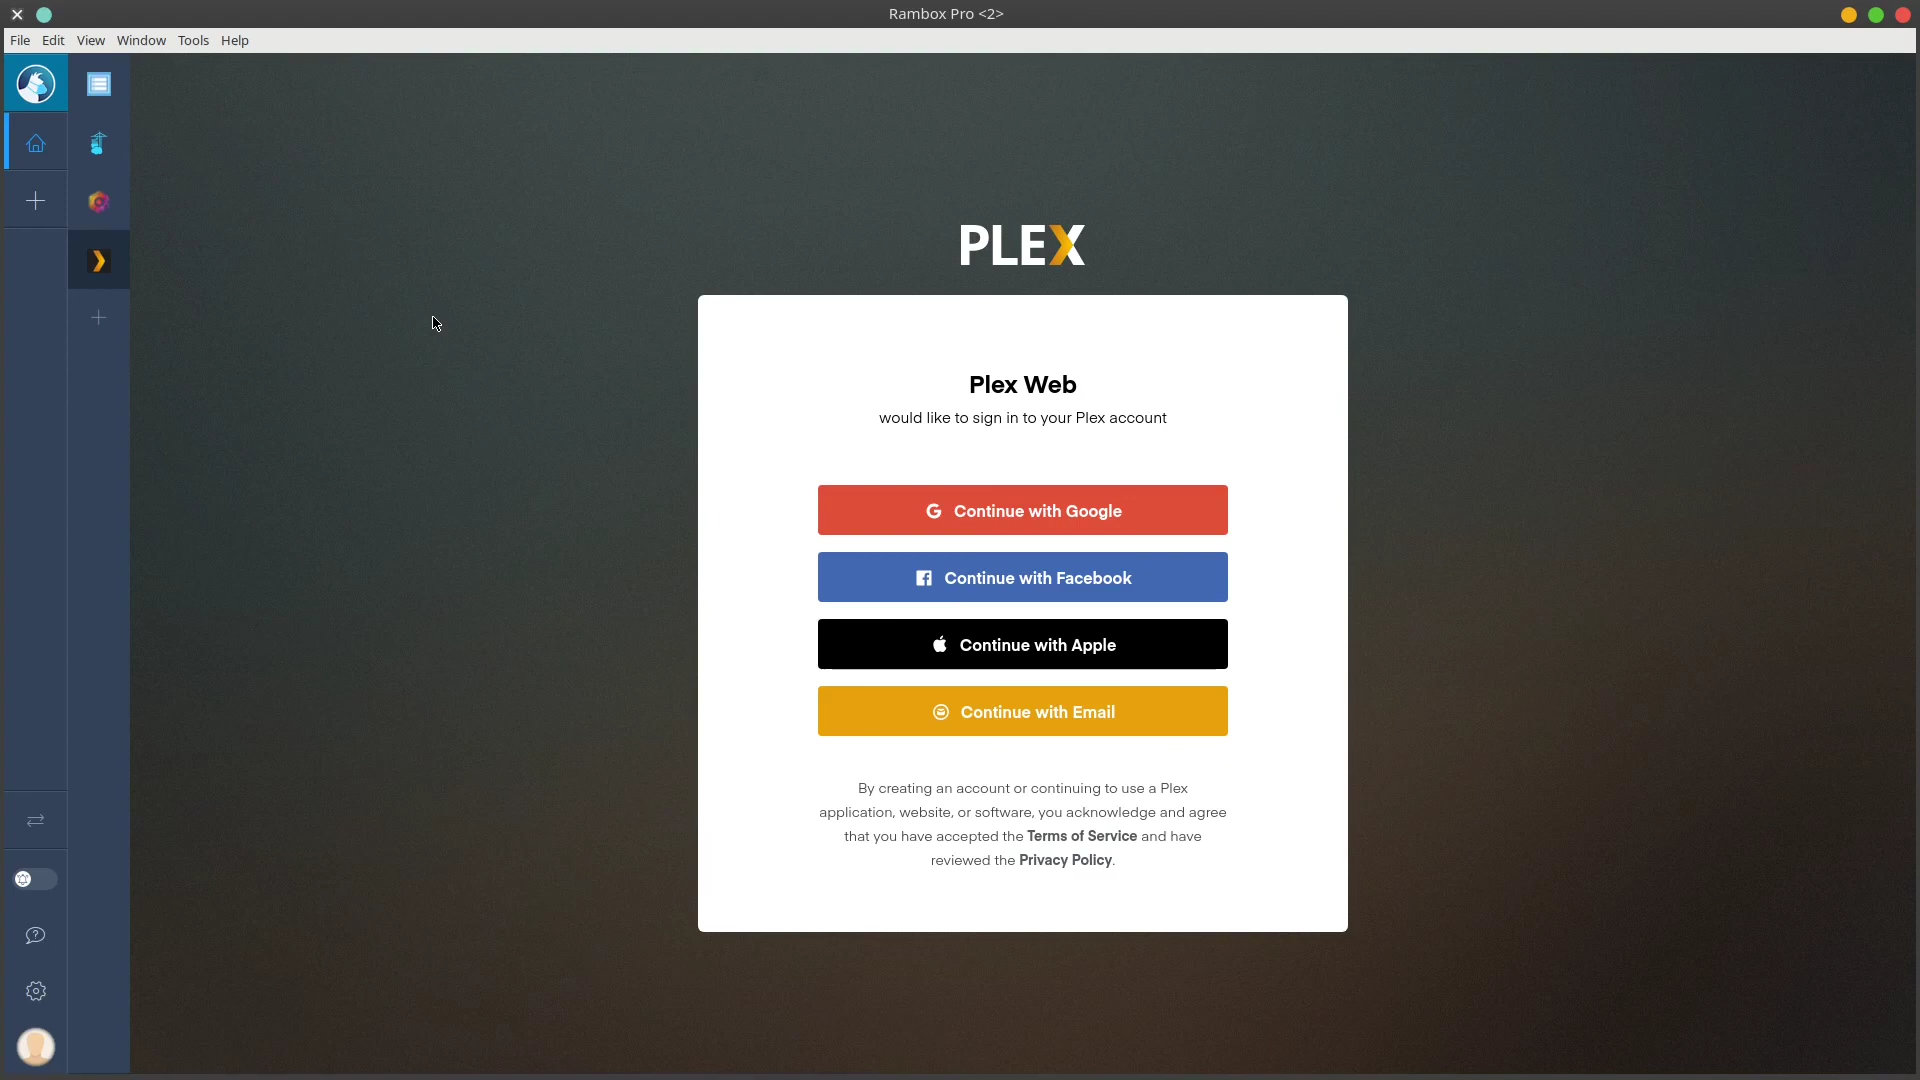 Rambox Pro <2>
File Edit View Window Tools Help
PLEX
Plex Web
would like to sign in to your Plex account
Continue with Google
Continue with Facebook
Continue with Apple
Continue with Email
By creating an account or continuing to use a Plex
application, website, or software, you acknowledge and agree
that you have accepted the Terms of Service and have
reviewed the Privacy Policy.